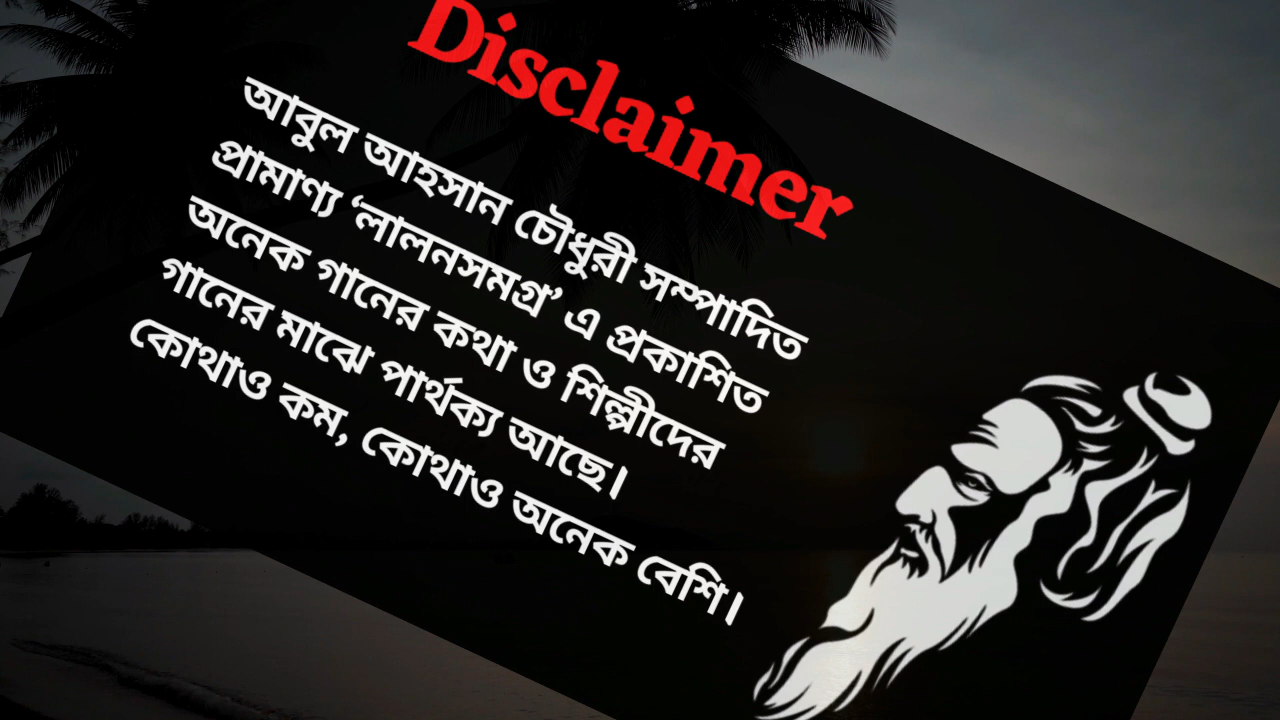 Disclaimer
আবুল আহসান চৌধুরী সম্পাদিত
প্রামাণ্য ‘লালনসমগ্র’ এ প্রকাশিত
অনেক গানের কথা ও শিল্পীদের
গানের মাঝে পার্থক্য আছে।
কোথাও কম, কোথাও অনেক বেশি।